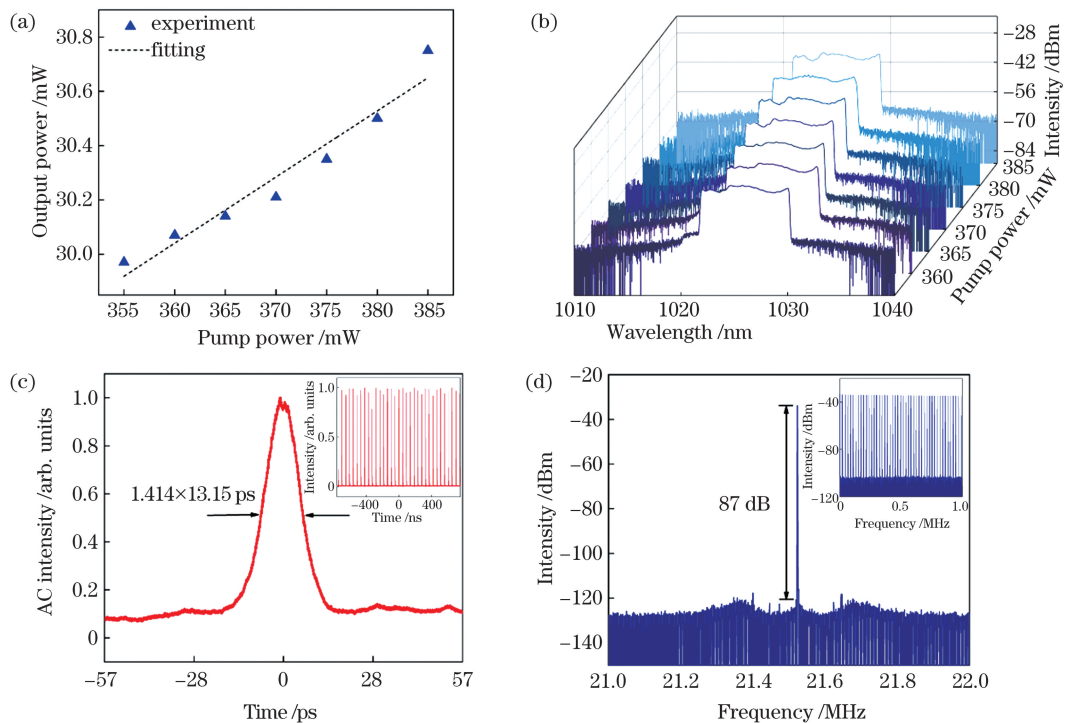 (a)
experiment
fitting
30.8
30.6
30.4
30.2
30.0
Output power /mW
355 360 365 370 375 380 385
Pump power /mW
(b)
−28
−42
−56
−70
−84
Intensity /dBm
385
380
375
370
365
360
Pump power /mW
1010 1020 1030 1040
Wavelength /nm
(c)
1.0
0.8
0.6
0.4
0.2
0
AC intensity /arb. units
1.414×13.15 ps
−57 −28 0 28 57
Time /ps
1.0
0.5
0
Intensity /arb. units
−400 0 400
Time /ns
(d)
−20
−40
−60
−80
−100
−120
−140
Intensity /dBm
87 dB
21.0 21.2 21.4 21.6 21.8 22.0
Frequency /MHz
−40
−80
−120
Intensity /dBm
0 0.5 1.0
Frequency /MHz